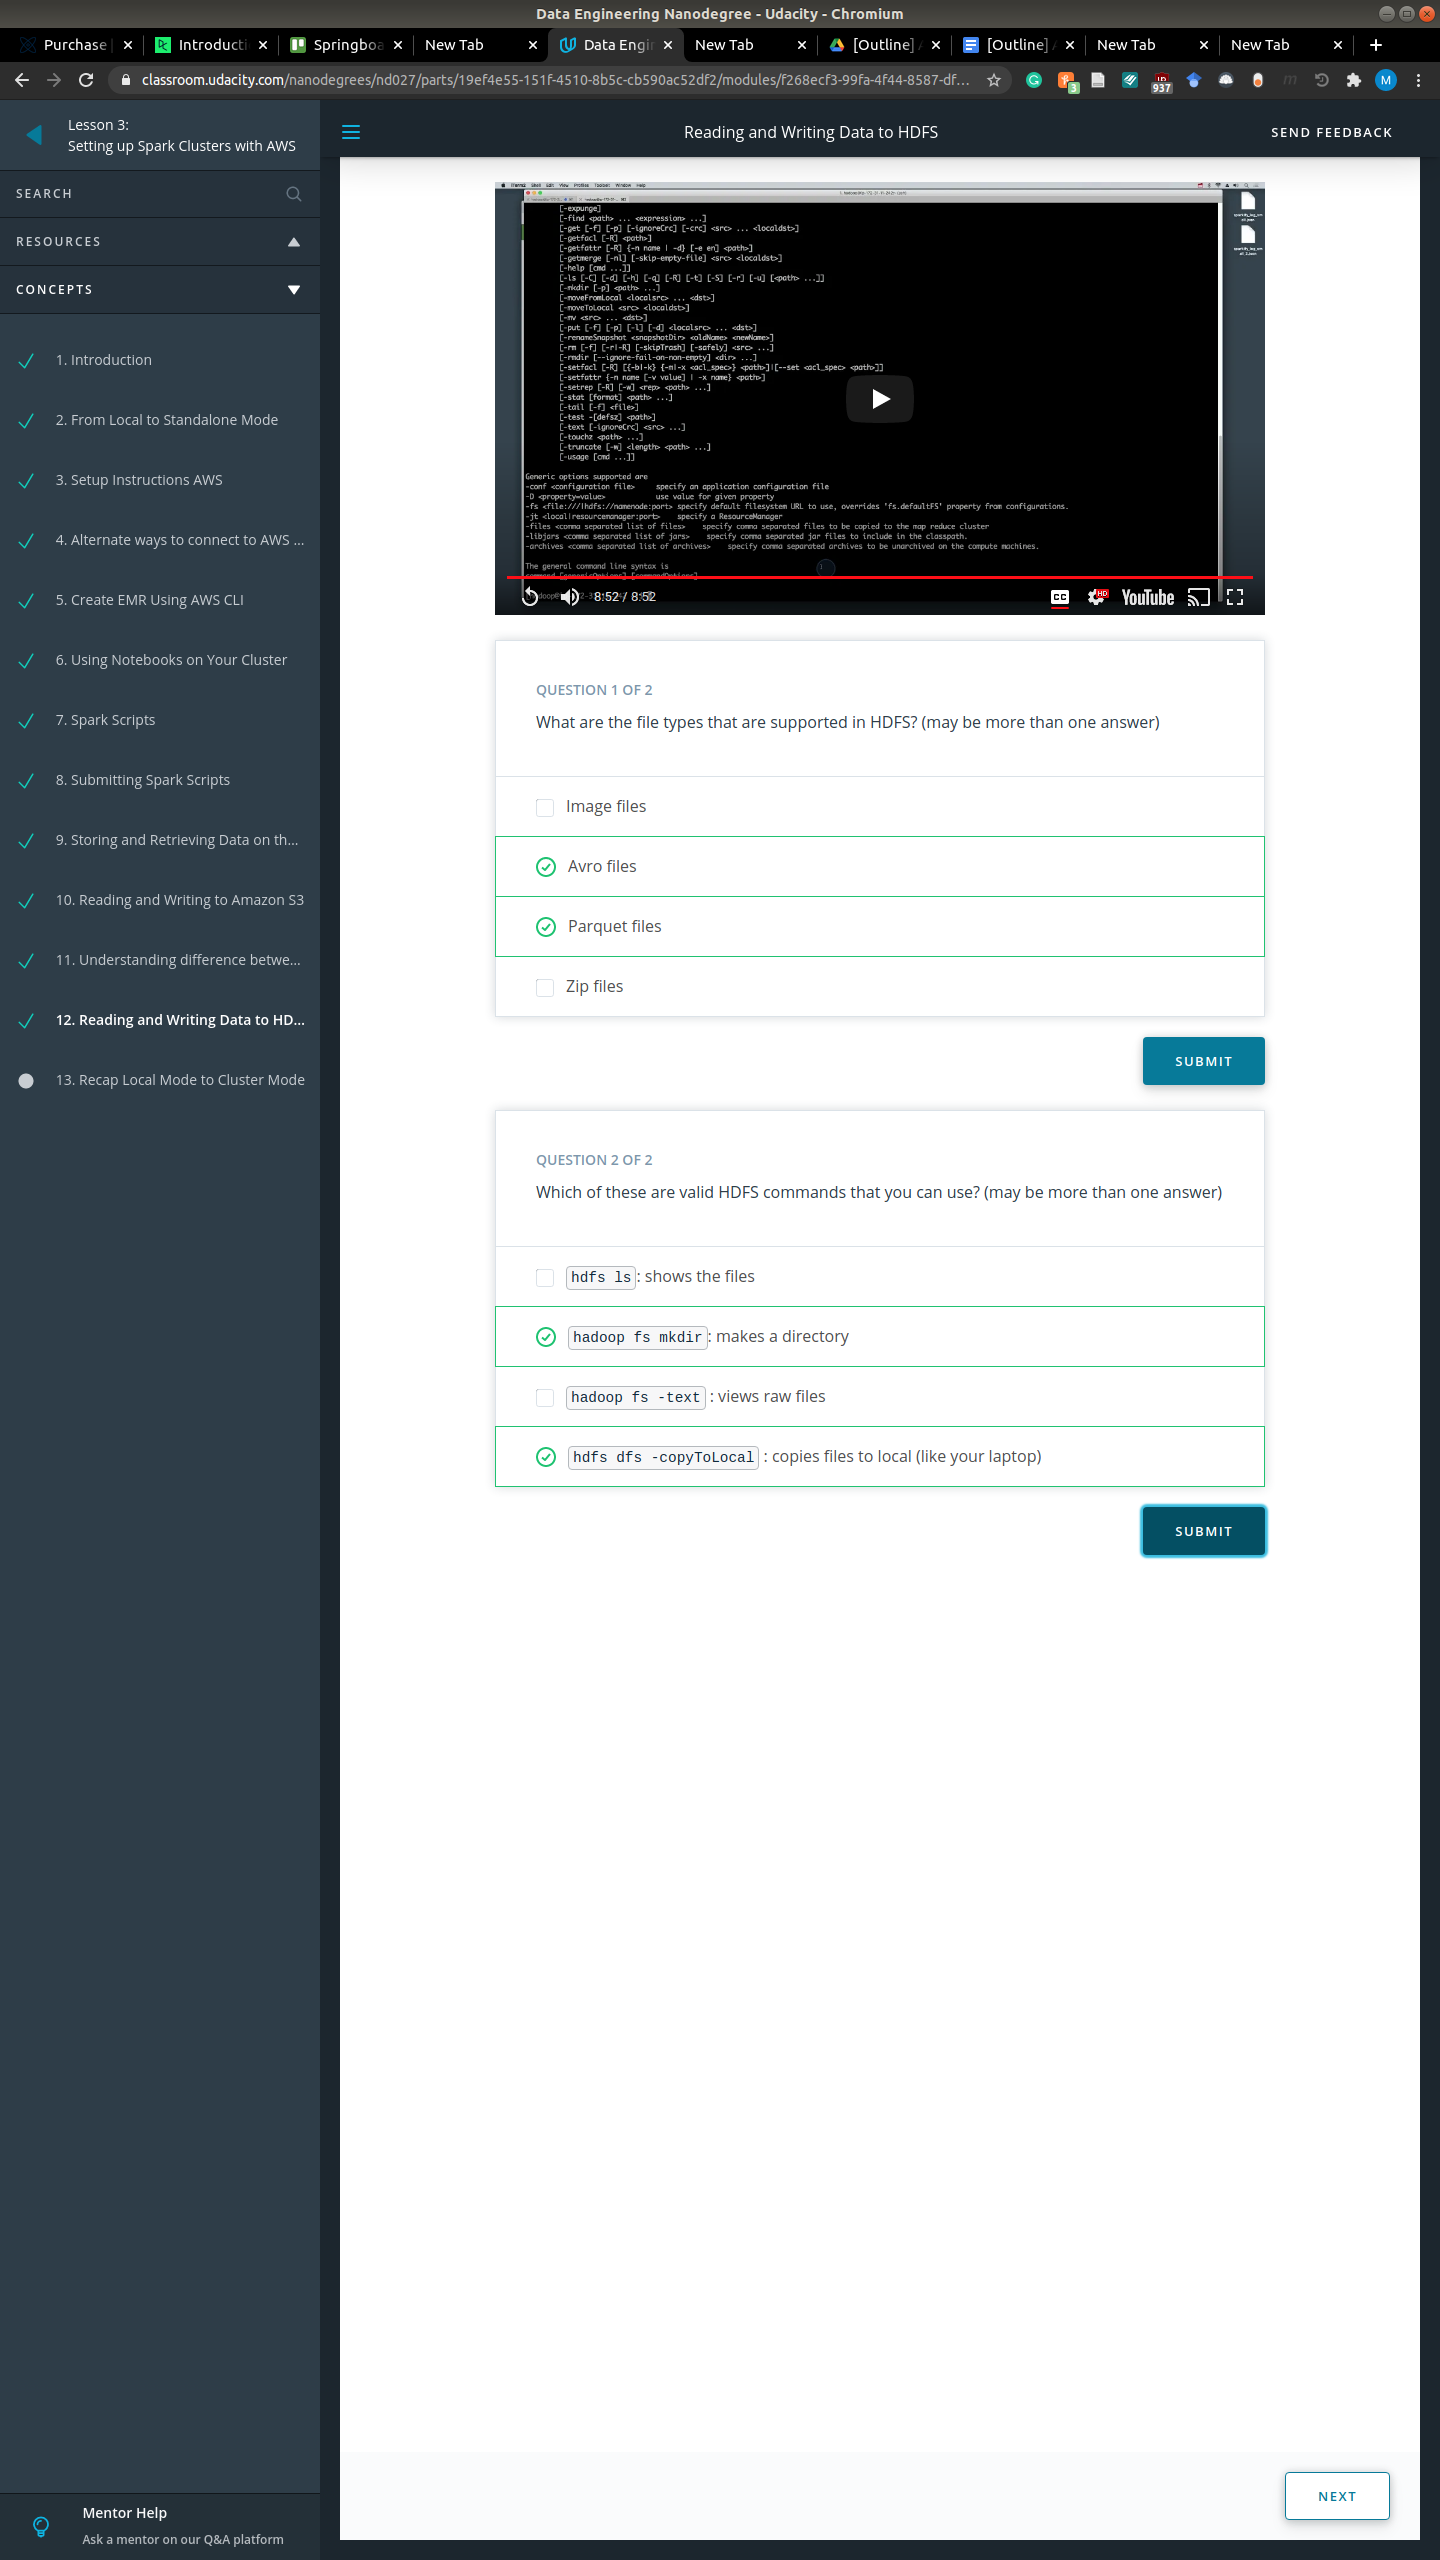 Data Engineering Nanodegree - Udacity - Chromium
Purchase
Introducti
Springboa
New Tab
Data Engi
New Tab
[Outline]
[Outline]
New Tab
New Tab
classroom.udacity.com/nanodegrees/nd027/parts/19ef4e55-151f-4510-8b5c-cb590ac52df2/modules/f268ecf3-99fa-4f44-8587-df...
3
937
M
Lesson 3:
Setting up Spark Clusters with AWS
Reading and Writing Data to HDFS
SEND FEEDBACK
SEARCH
RESOURCES
CONCEPTS
1. Introduction
2. From Local to Standalone Mode
3. Setup Instructions AWS
4. Alternate ways to connect to AWS ...
5. Create EMR Using AWS CLI
6. Using Notebooks on Your Cluster
7. Spark Scripts
8. Submitting Spark Scripts
9. Storing and Retrieving Data on th...
10. Reading and Writing to Amazon S3
11. Understanding difference betwe...
12. Reading and Writing Data to HD...
13. Recap Local Mode to Cluster Mode
Mentor Help
Ask a mentor on our Q&A platform
iTerm2 Shell Edit View Profiles Toolbelt Window Help
[-expunge]
[-find <path> ... <expression> ...]
[-get [-f] [-p] [-ignoreCrc] [-crc] <src> ... <localdst>]
[-getfacl [-R] <path>]
[-getfattr [-R] {-n name | -d} [-e en] <path>]
[-getmerge [-nl] [-skip-empty-file] <src> <localdst>]
[-help [cmd ...]]
[-ls [-C] [-d] [-h] [-q] [-R] [-t] [-S] [-r] [-u] [<path> ...]]
[-mkdir [-p] <path> ...]
[-moveFromLocal <localsrc> ... <dst>]
[-moveToLocal <src> <localdst>]
[-mv <src> ... <dst>]
[-put [-f] [-p] [-l] [-d] <localsrc> ... <dst>]
[-renameSnapshot <snapshotDir> <oldName> <newName>]
[-rm [-f] [-r|-R] [-skipTrash] [-safely] <src> ...]
[-rmdir [--ignore-fail-on-non-empty] <dir> ...]
[-setfacl [-R] [{-b|-k} {-m|-x <acl_spec>} <path>]|[--set <acl_spec> <path>]]
[-setfattr {-n name [-v value] | -x name} <path>]
[-setrep [-R] [-w] <rep> <path> ...]
[-stat [format] <path> ...]
[-tail [-f] <file>]
[-test -[defsz] <path>]
[-text [-ignoreCrc] <src> ...]
[-touchz <path> ...]
[-truncate [-w] <length> <path> ...]
[-usage [cmd ...]]
Generic options supported are
-conf <configuration file> specify an application configuration file
-D <property=value> use value for given property
-fs <file:///|hdfs://namenode:port> specify default filesystem URL to use, overrides 'fs.defaultFS' property from configurations.
-jt <local|resourcemanager:port> specify a ResourceManager
-files <comma separated list of files> specify comma separated files to be copied to the map reduce cluster
-libjars <comma separated list of jars> specify comma separated jar files to include in the classpath.
-archives <comma separated list of archives> specify comma separated archives to be unarchived on the compute machines.
The general command line syntax is
8:52 / 8:52
CC
HD
YouTube
QUESTION 1 OF 2
What are the file types that are supported in HDFS? (may be more than one answer)
Image files
Avro files
Parquet files
Zip files
SUBMIT
QUESTION 2 OF 2
Which of these are valid HDFS commands that you can use? (may be more than one answer)
hdfs ls: shows the files
hadoop fs mkdir: makes a directory
hadoop fs -text : views raw files
hdfs dfs -copyToLocal : copies files to local (like your laptop)
SUBMIT
NEXT